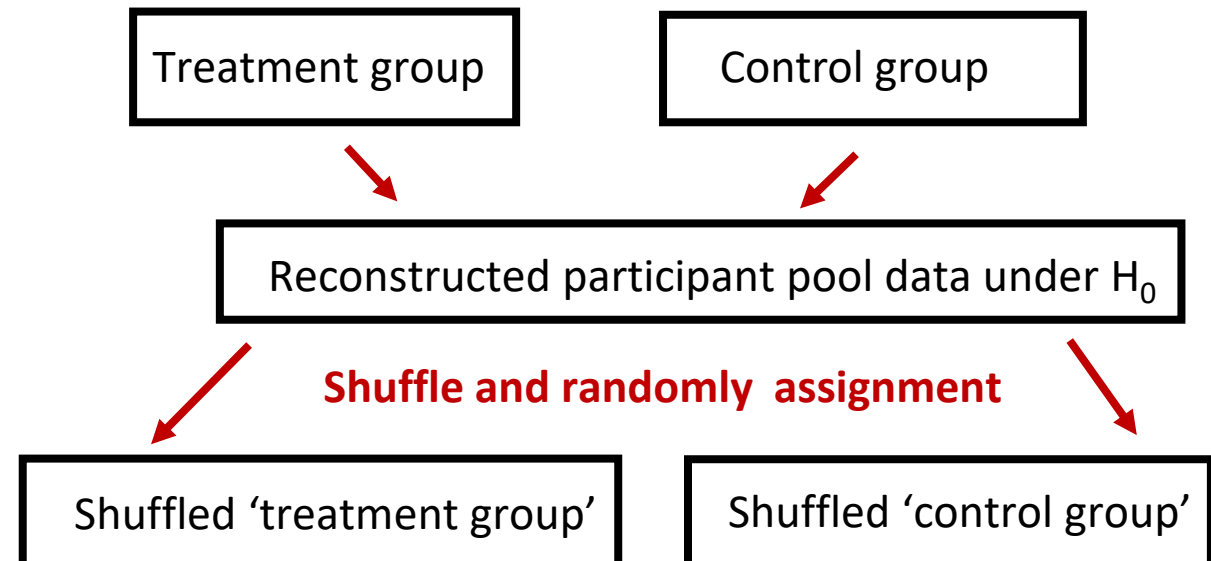 Treatment group
Control group
Reconstructed participant pool data under H₀
Shuffle and randomly assignment
Shuffled ‘treatment group’
Shuffled ‘control group’